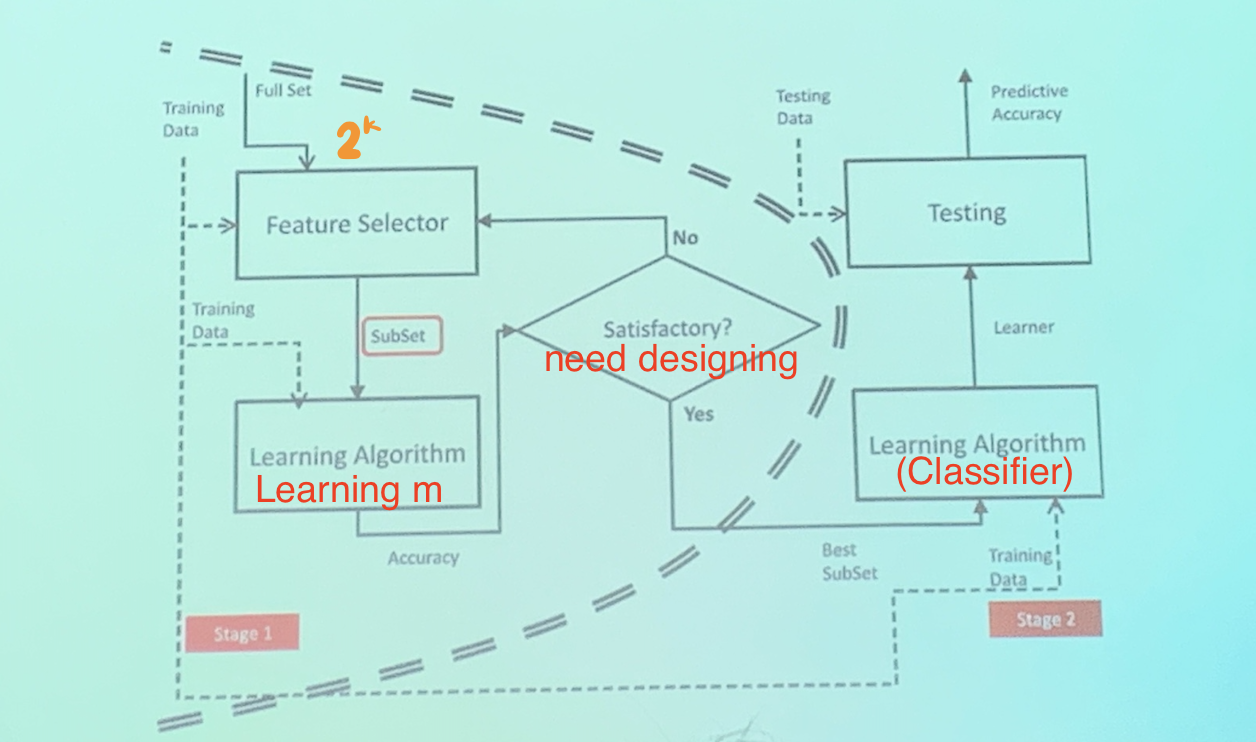 Full Set
Training
Data
2^k
Feature Selector
No
Training
Data
SubSet
Satisfactory?
need designing
Yes
Learning Algorithm
Learning m
Accuracy
Stage 1
Testing
Data
Predictive
Accuracy
Testing
Learner
Learning Algorithm
(Classifier)
Best
SubSet
Training
Data
Stage 2